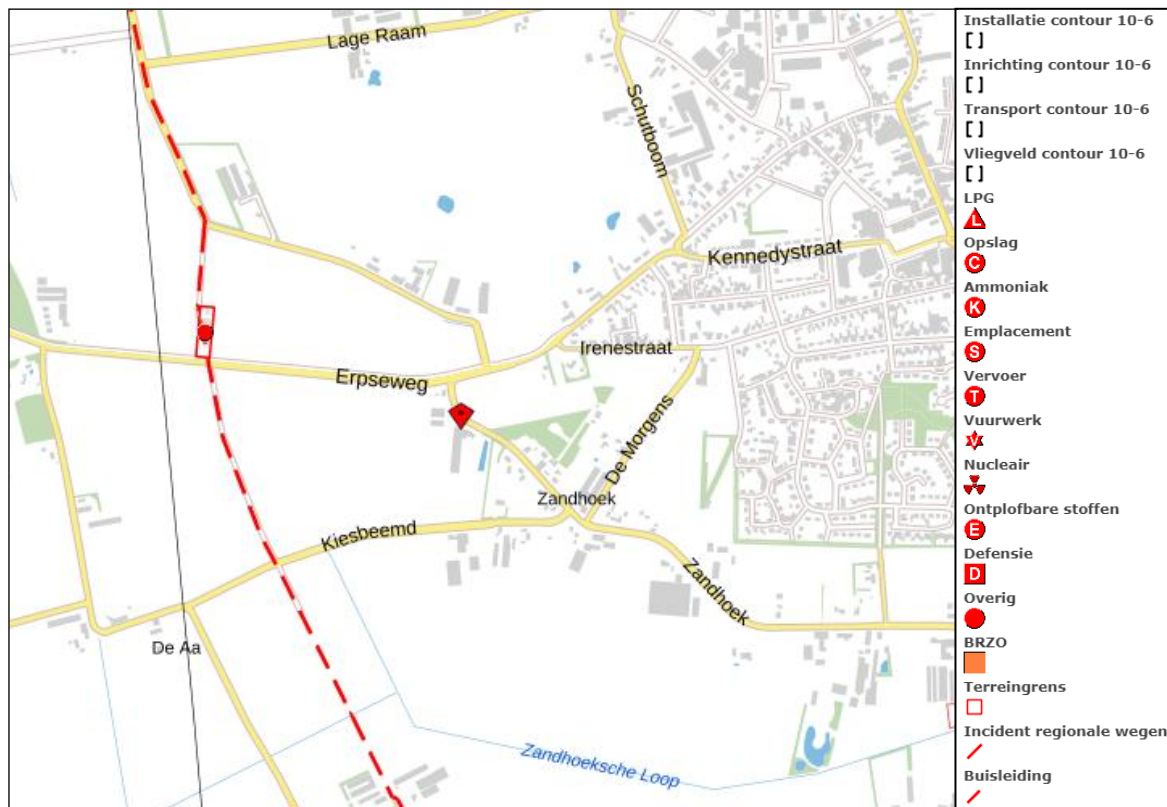 Lage Raam
Schutboom
Kennedystraat
Irenestraat
Erpseweg
De Morgens
Zandhoek
Kiesbeemd
Zandhoek
De Aa
Zandhoeksche Loop
Installatie contour 10-6
[ ]
Inrichting contour 10-6
[ ]
Transport contour 10-6
[ ]
Vliegveld contour 10-6
[ ]
LPG
L
Opslag
C
Ammoniak
K
Emplacement
S
Vervoer
T
Vuurwerk
V
Nucleair
Ontplofbare stoffen
E
Defensie
D
Overig
BRZO
Terreingrens
Incident regionale wegen
Buisleiding